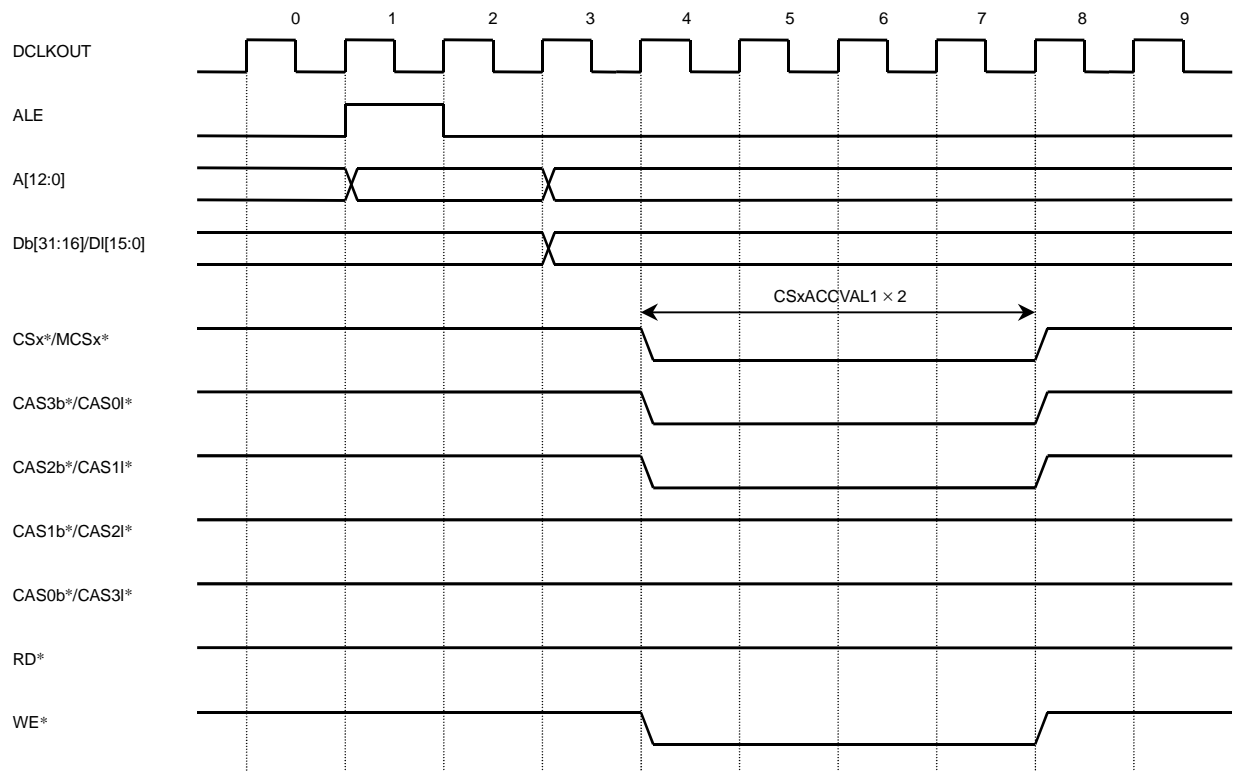 0 1 2 3 4 5 6 7 8 9
DCLKOUT
ALE
A[12:0]
Db[31:16]/Dl[15:0]
CSxACCVAL1 × 2
CSx*/MCSx*
CAS3b*/CAS0l*
CAS2b*/CAS1l*
CAS1b*/CAS2l*
CAS0b*/CAS3l*
RD*
WE*